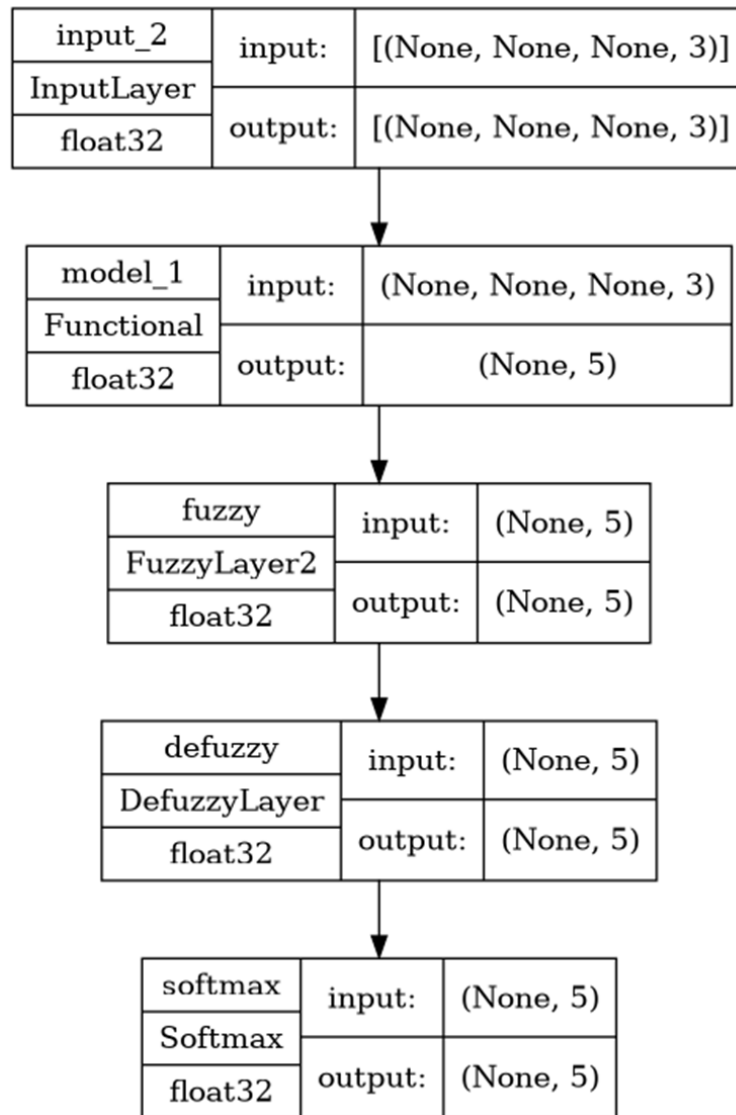 input_2
InputLayer
float32
input:
[(None, None, None, 3)]
output:
[(None, None, None, 3)]
model_1
Functional
float32
input:
(None, None, None, 3)
output:
(None, 5)
fuzzy
FuzzyLayer2
float32
input:
(None, 5)
output:
(None, 5)
defuzzy
DefuzzyLayer
float32
input:
(None, 5)
output:
(None, 5)
softmax
Softmax
float32
input:
(None, 5)
output:
(None, 5)